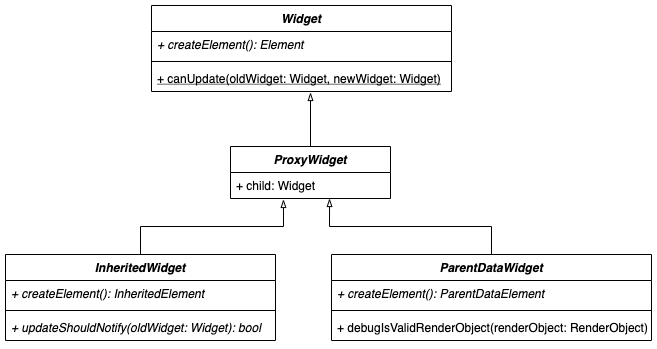 Widget
+ createElement(): Element
+ canUpdate(oldWidget: Widget, newWidget: Widget)
ProxyWidget
+ child: Widget
InheritedWidget
+ createElement(): InheritedElement
+ updateShouldNotify(oldWidget: Widget): bool
ParentDataWidget
+ createElement(): ParentDataElement
+ debugIsValidRenderObject(renderObject: RenderObject)